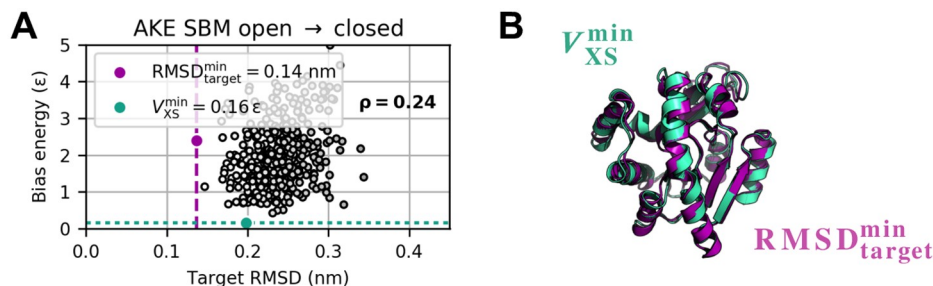 A
AKE SBM open → closed
Bias energy (ε)
5
4
3
2
1
0
RMSD^min_target = 0.14 nm
V^min_XS = 0.16 ε
ρ = 0.24
0.0 0.1 0.2 0.3 0.4
Target RMSD (nm)
B
V^min_XS
RMSD^min_target